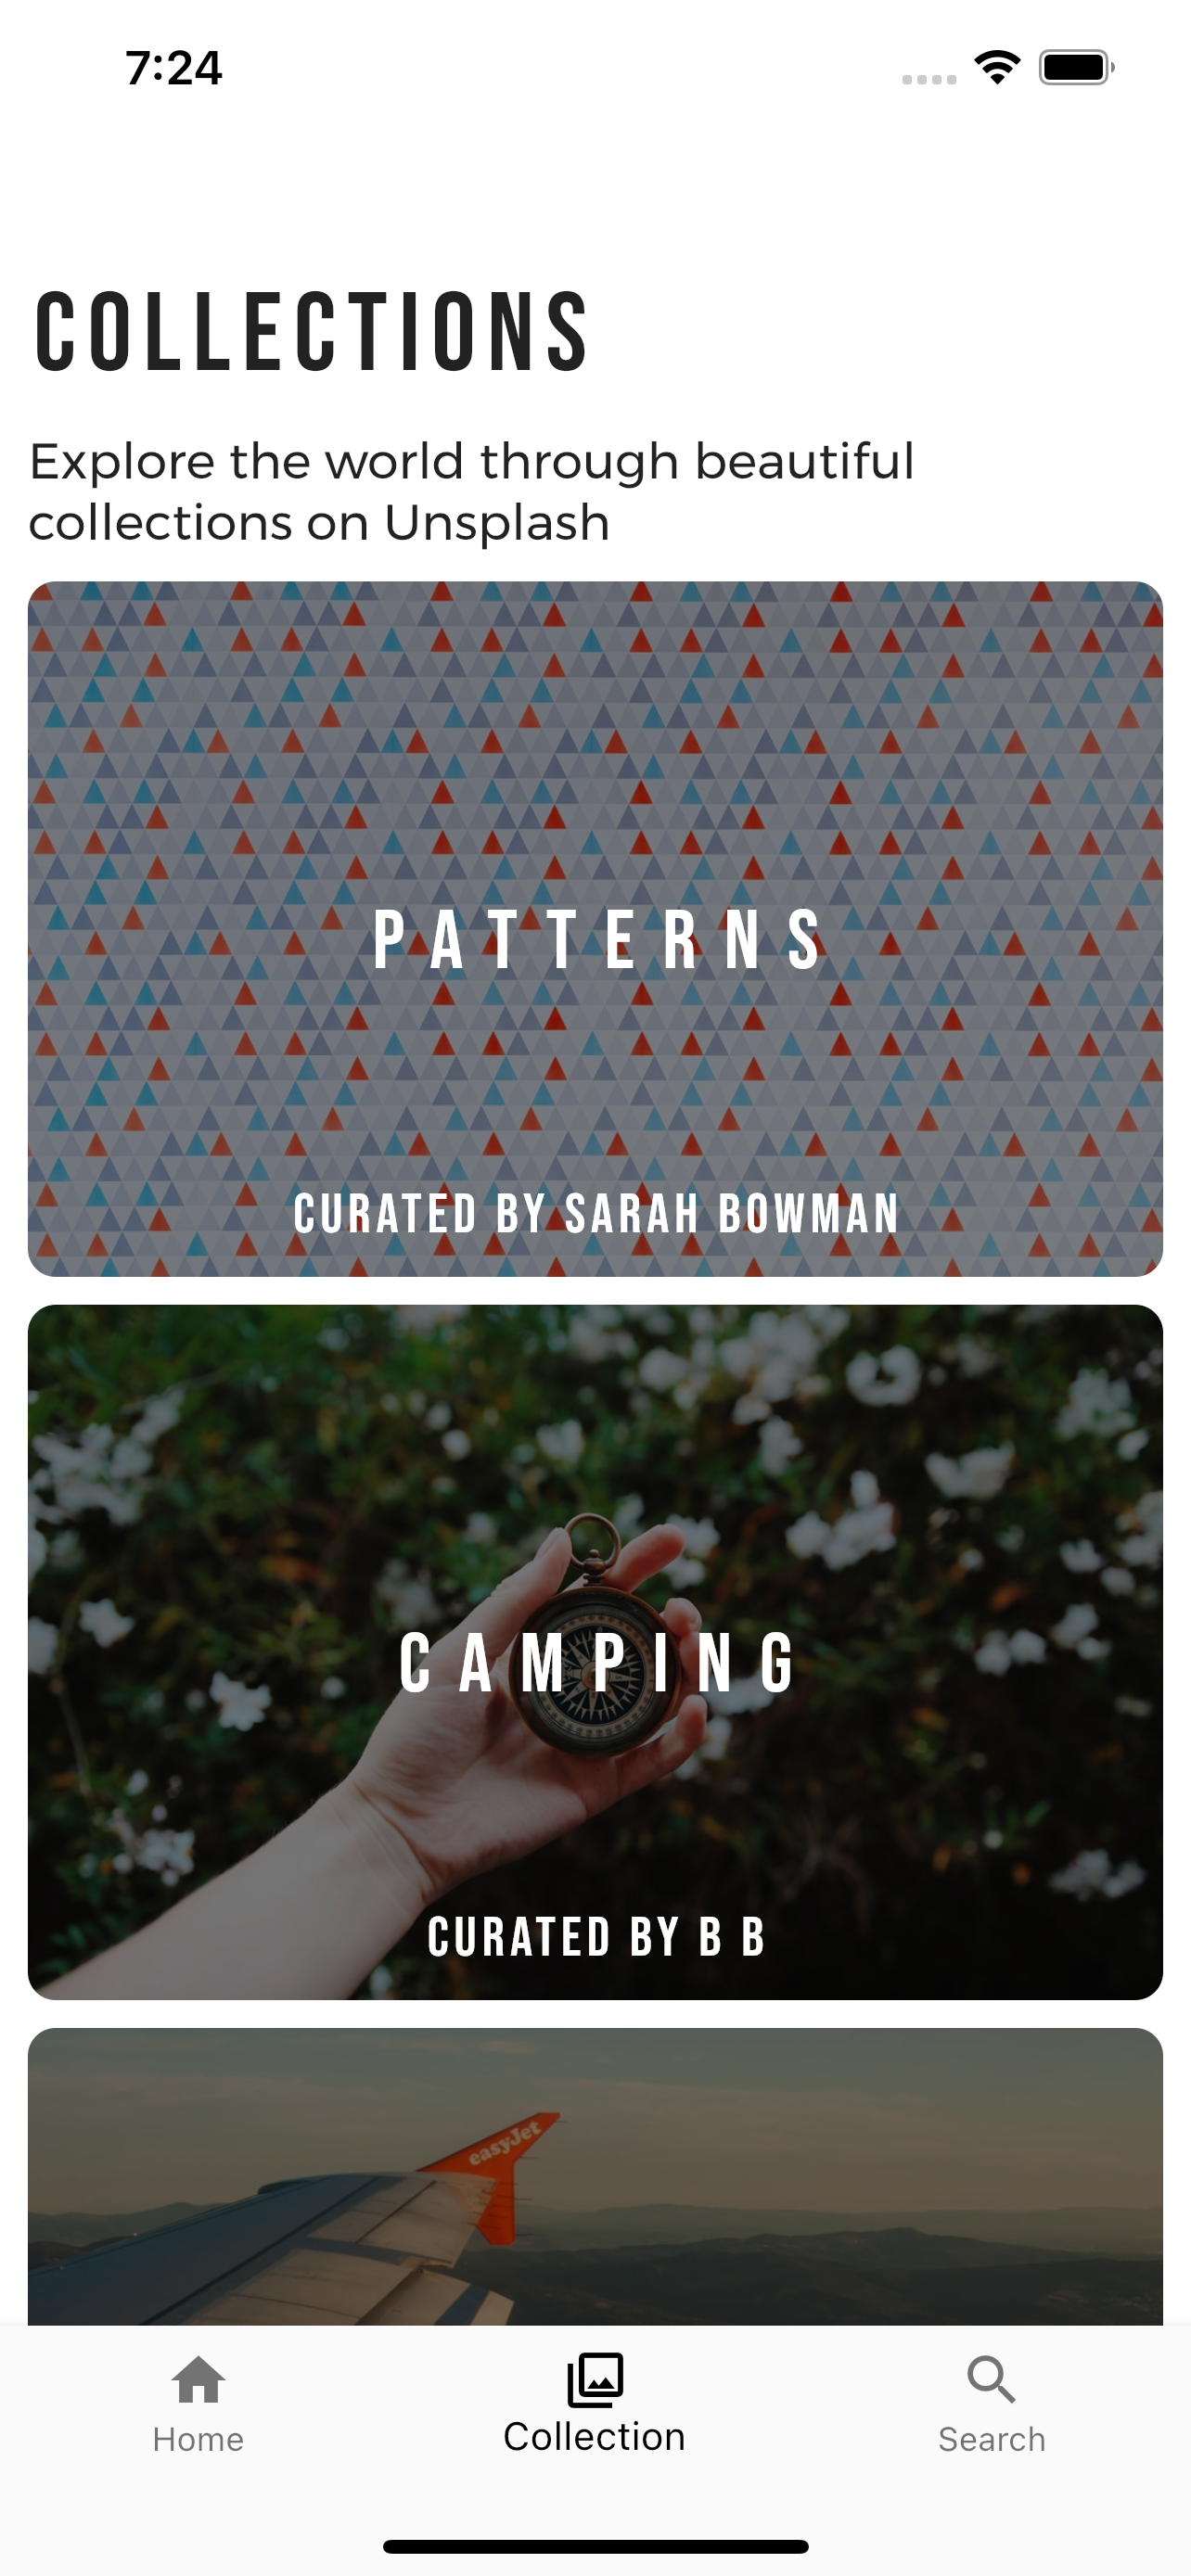 7:24
COLLECTIONS
Explore the world through beautiful
collections on Unsplash
PATTERNS
CURATED BY SARAH BOWMAN
CAMPING
CURATED BY B B
easyJet
Home
Collection
Search